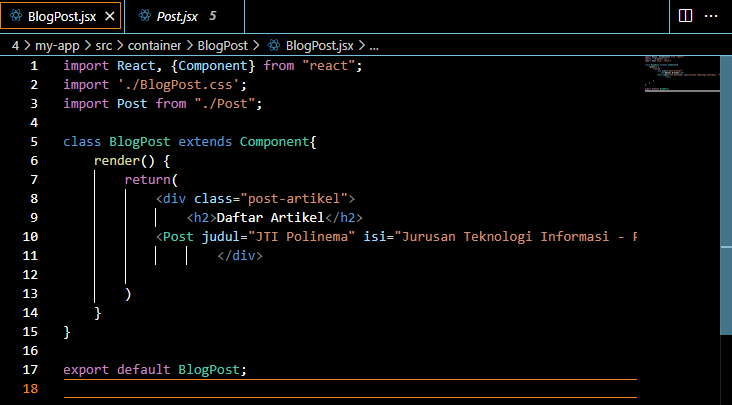 BlogPost.jsx ×
Post.jsx 5
4 > my-app > src > container > BlogPost > BlogPost.jsx > ...
1 import React, {Component} from "react";
2 import './BlogPost.css';
3 import Post from "./Post";
4
5 class BlogPost extends Component{
6 render() {
7 return(
8 <div class="post-artikel">
9 <h2>Daftar Artikel</h2>
10 <Post judul="JTI Polinema" isi="Jurusan Teknologi Informasi -
11 </div>
12
13 )
14 }
15 }
16
17 export default BlogPost;
18